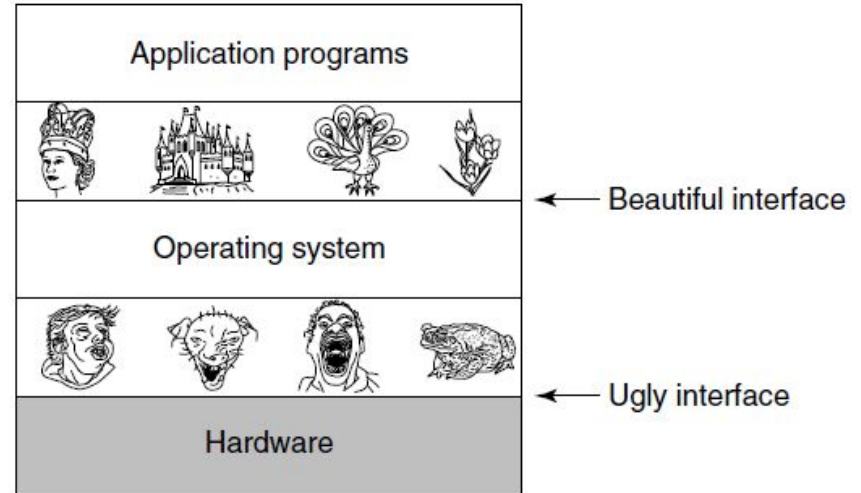 Application programs
Beautiful interface
Operating system
Ugly interface
Hardware